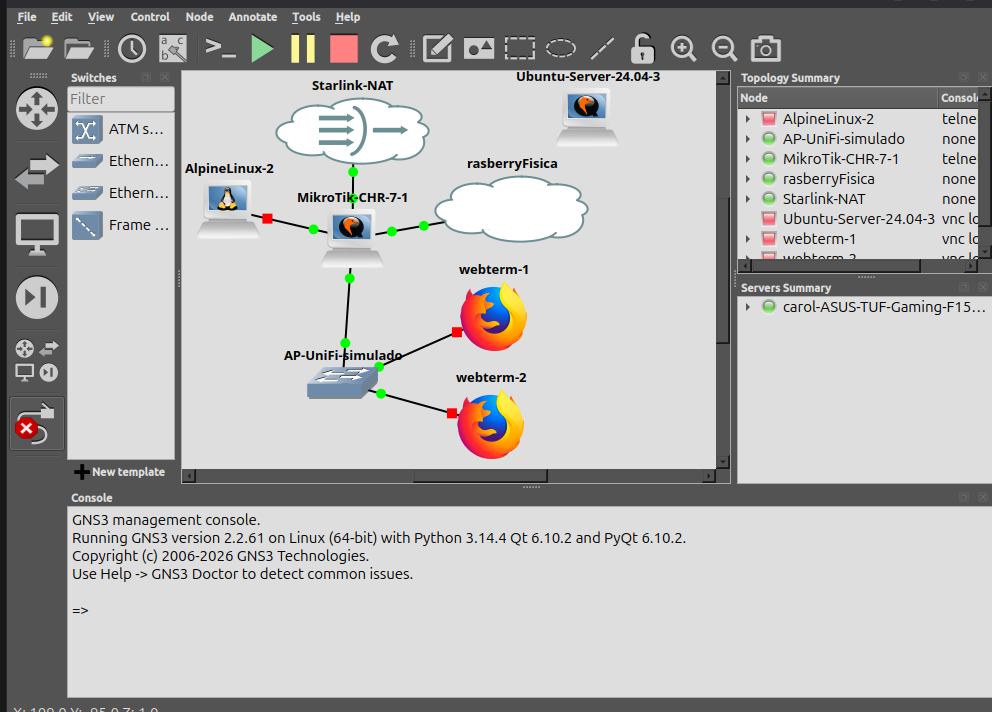 File Edit View Control Node Annotate Tools Help
Switches
Filter
ATM s...
Ethern...
Ethern...
Frame ...
New template
Starlink-NAT
Ubuntu-Server-24.04-3
AlpineLinux-2
rasberryFisica
MikroTik-CHR-7-1
webterm-1
AP-UniFi-simulado
webterm-2
Topology Summary
Node Console
AlpineLinux-2 telne
AP-UniFi-simulado none
MikroTik-CHR-7-1 telne
rasberryFisica none
Starlink-NAT none
Ubuntu-Server-24.04-3 vnc lo
webterm-1 vnc lo
webterm-2 vnc lo
Servers Summary
carol-ASUS-TUF-Gaming-F15...
Console
GNS3 management console.
Running GNS3 version 2.2.61 on Linux (64-bit) with Python 3.14.4 Qt 6.10.2 and PyQt 6.10.2.
Copyright (c) 2006-2026 GNS3 Technologies.
Use Help -> GNS3 Doctor to detect common issues.
=>